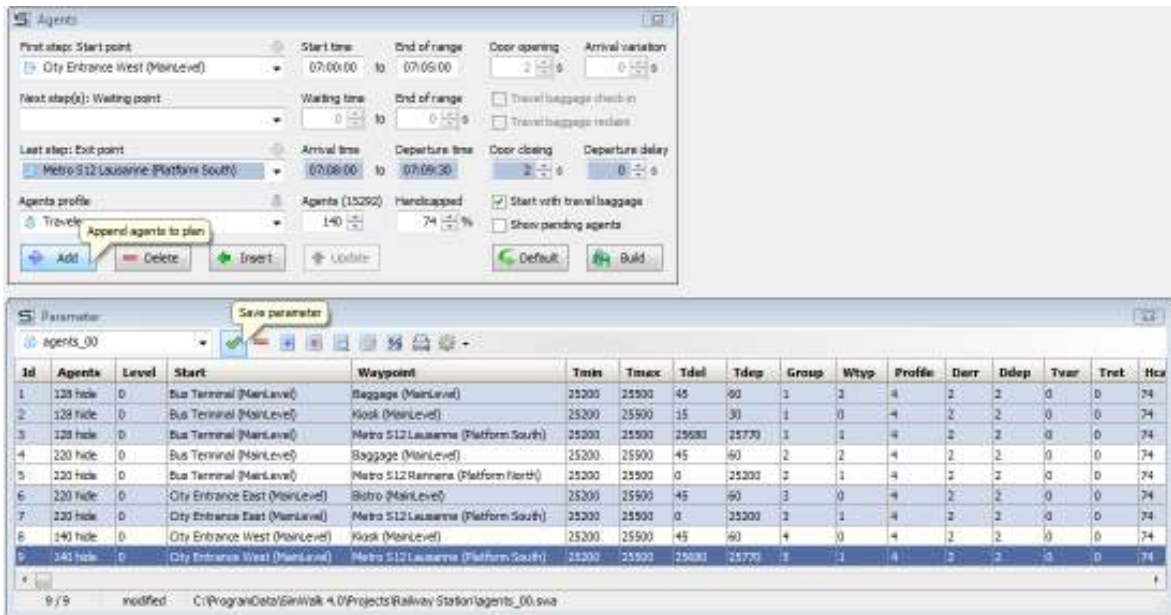 Agents
First step: Start point Start time End of range Door opening Arrival variation
City Entrance West (MainLevel) 07:00:00 to 07:05:00 2 s 0 s
Next step(s): Waiting point Waiting time End of range Travel baggage check-in
0 to 0 s Travel baggage reclaim
Last step: Exit point Arrival time Departure time Door closing Departure delay
Metro S12 Lausanne (Platform South) 07:08:00 to 07:09:30 2 s 0 s
Agents profile Agents (15292) Handicapped Start with travel baggage
Travele 140 74 % Show pending agents
Append agents to plan
Add Delete Insert Update Default Build
Parameter
Save parameter
agents_00
Id Agents Level Start Waypoint Tmin Tmax Tdel Tdep Group Wtyp Profile Darr Ddep Tvar Tret Hca
1 128 hide 0 Bus Terminal (MainLevel) Baggage (MainLevel) 25200 25500 45 60 1 2 4 2 2 0 0 74
2 128 hide 0 Bus Terminal (MainLevel) Kiosk (MainLevel) 25200 25500 15 30 1 0 4 2 2 0 0 74
3 128 hide 0 Bus Terminal (MainLevel) Metro S12 Lausanne (Platform South) 25200 25500 25680 25770 1 1 4 2 2 0 0 74
4 220 hide 0 Bus Terminal (MainLevel) Baggage (MainLevel) 25200 25500 45 60 2 2 4 2 2 0 0 74
5 220 hide 0 Bus Terminal (MainLevel) Metro S12 Rennens (Platform North) 25200 25500 0 25200 2 1 4 2 2 0 0 74
6 220 hide 0 City Entrance East (MainLevel) Bistro (MainLevel) 25200 25500 45 60 3 0 4 2 2 0 0 74
7 220 hide 0 City Entrance East (MainLevel) Metro S12 Lausanne (Platform South) 25200 25500 0 25200 3 1 4 2 2 0 0 74
8 140 hide 0 City Entrance West (MainLevel) Kiosk (MainLevel) 25200 25500 45 60 4 0 4 2 2 0 0 74
9 140 hide 0 City Entrance West (MainLevel) Metro S12 Lausanne (Platform South) 25200 25500 25680 25770 1 4 2 2 0 0 74
9 / 9 modified C:\ProgramData\SimWalk 4.0\Projects\Railway Station\agents_00.swa